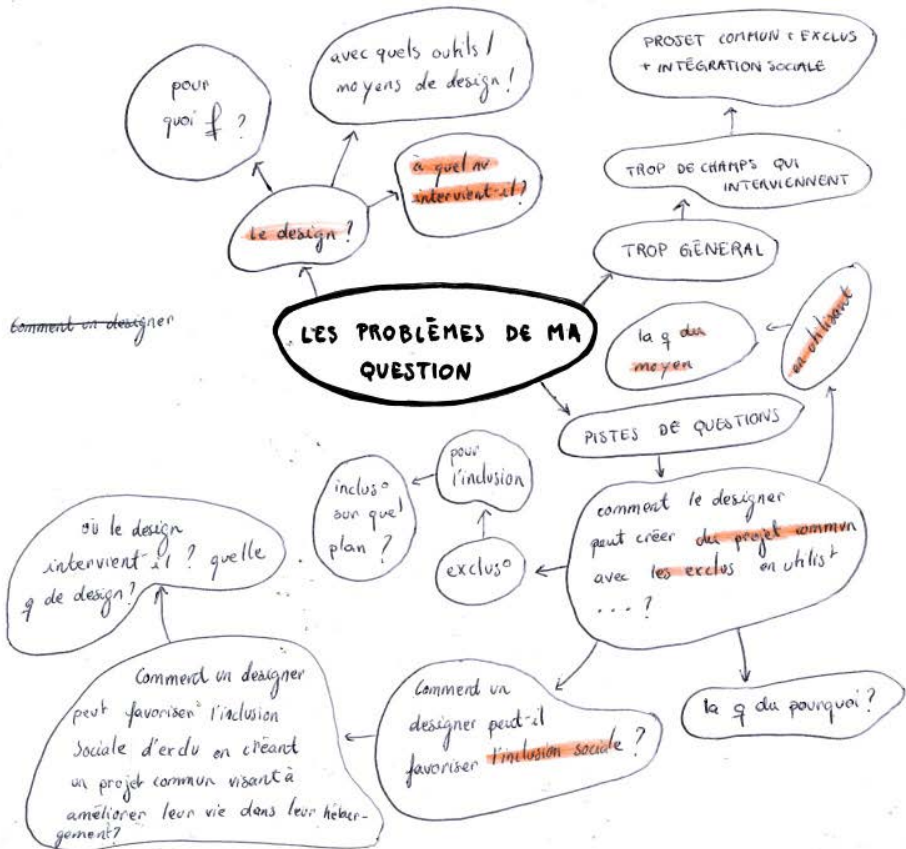 pour
quoi f ?
avec quels outils /
moyens de design !
à quel nv
intervient-il ?
le design ?
PROJET COMMUN + EXCLUS
+ INTÉGRATION SOCIALE
TROP DE CHAMPS QUI
INTERVIENNENT
TROP GÉNÉRAL
Comment un designer
LES PROBLÈMES DE MA
QUESTION
la q du
moyen
en utilisant
PISTES DE QUESTIONS
comment le designer
peut créer du projet commun
avec les exclus en utilist
... ?
exclus°
pour
l'inclusion
inclus°
sur quel
plan ?
la q du pourquoi ?
Comment un
designer peut-il
favoriser l'inclusion sociale ?
Comment un designer
peut favoriser l'inclusion
sociale d'exclu en créant
un projet commun visant à
améliorer leur vie dans leur héber-
gement?
où le design
intervient-il ? quelle
q de design?